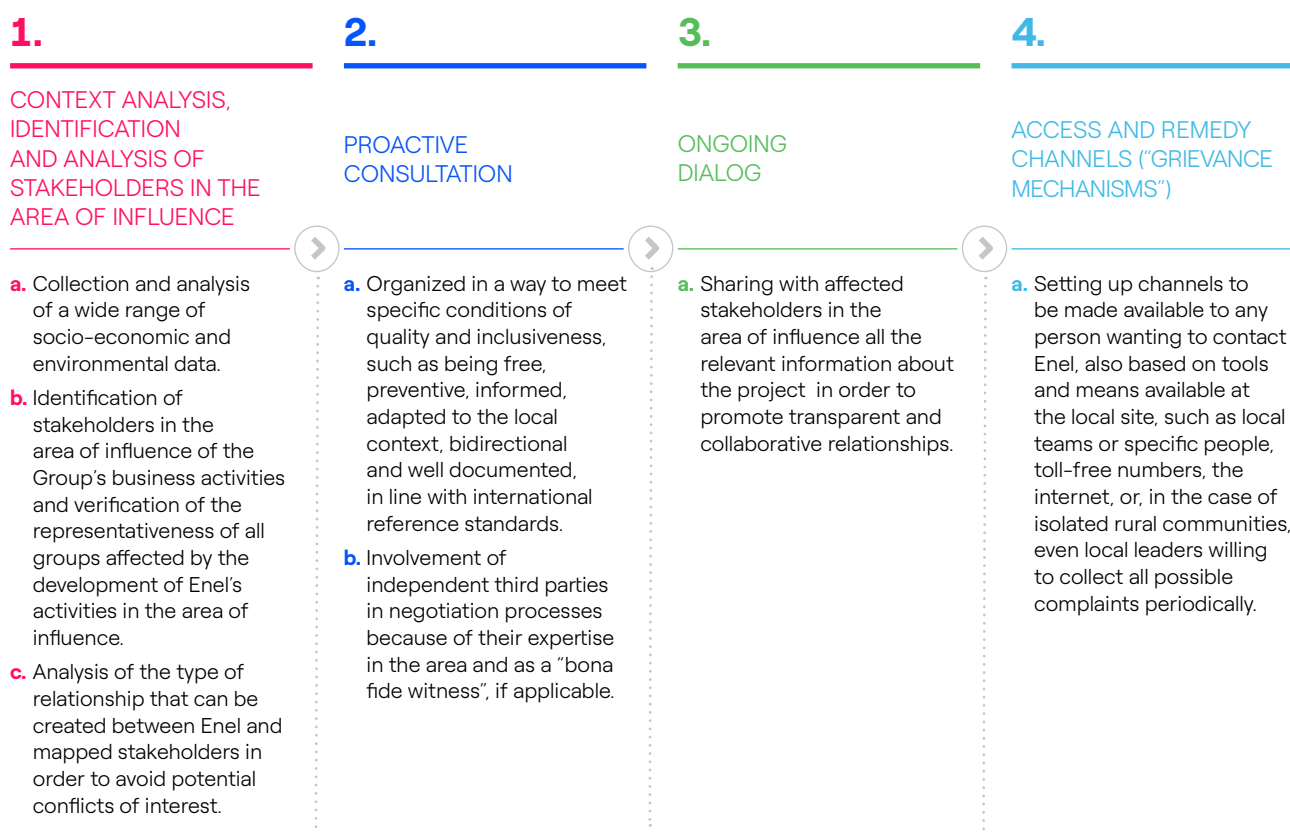 1.
CONTEXT ANALYSIS,
IDENTIFICATION
AND ANALYSIS OF
STAKEHOLDERS IN THE
AREA OF INFLUENCE
a. Collection and analysis
of a wide range of
socio-economic and
environmental data.
b. Identification of
stakeholders in the
area of influence of the
Group’s business activities
and verification of the
representativeness of all
groups affected by the
development of Enel’s
activities in the area of
influence.
c. Analysis of the type of
relationship that can be
created between Enel and
mapped stakeholders in
order to avoid potential
conflicts of interest.
2.
PROACTIVE
CONSULTATION
a. Organized in a way to meet
specific conditions of
quality and inclusiveness,
such as being free,
preventive, informed,
adapted to the local
context, bidirectional
and well documented,
in line with international
reference standards.
b. Involvement of
independent third parties
in negotiation processes
because of their expertise
in the area and as a “bona
fide witness”, if applicable.
3.
ONGOING
DIALOG
a. Sharing with affected
stakeholders in the
area of influence all the
relevant information about
the project in order to
promote transparent and
collaborative relationships.
4.
ACCESS AND REMEDY
CHANNELS (“GRIEVANCE
MECHANISMS”)
a. Setting up channels to
be made available to any
person wanting to contact
Enel, also based on tools
and means available at
the local site, such as local
teams or specific people,
toll-free numbers, the
internet, or, in the case of
isolated rural communities,
even local leaders willing
to collect all possible
complaints periodically.